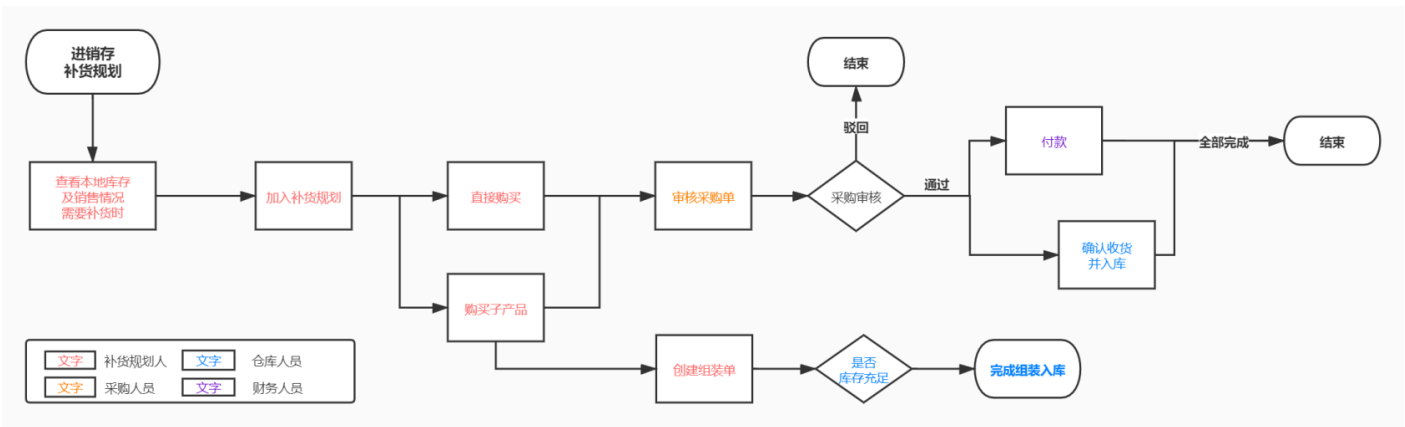 进销存
补货规划
结束
驳回
付款
全部完成
结束
查看本地库存
及销售情况
需要补货时
加入补货规划
直接购买
审核采购单
采购审核
通过
确认收货
并入库
购买子产品
创建组装单
是否
库存充足
完成组装入库
文字 补货规划人 文字 仓库人员
文字 采购人员 文字 财务人员